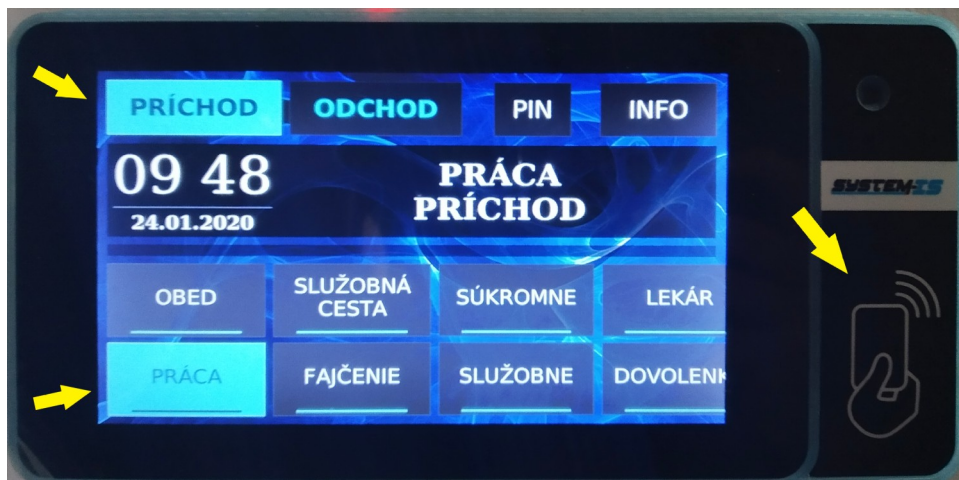 PRÍCHOD ODCHOD PIN INFO
09 48
24.01.2020
PRÁCA
PRÍCHOD
SYSTEM-IS
OBED
SLUŽOBNÁ
CESTA
SÚKROMNE
LEKÁR
PRÁCA
FAJČENIE
SLUŽOBNE
DOVOLENK